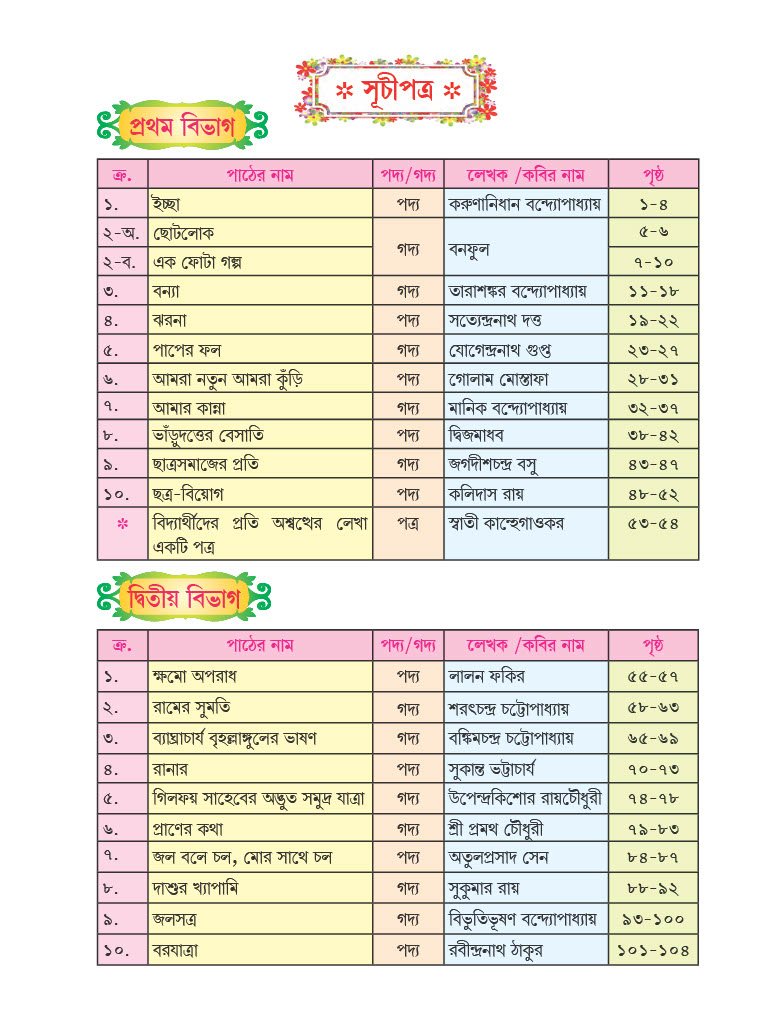 * সূচীপত্র *
প্রথম বিভাগ
ক্র. পাঠের নাম পদ্য/গদ্য লেখক /কবির নাম পৃষ্ঠ
১. ইচ্ছা পদ্য করুণানিধান বন্দ্যোপাধ্যায় ১-৪
২-অ. ছোটলোক গদ্য বনফুল ৫-৬
২-ব. এক ফোটা গল্প ৭-১০
৩. বন্যা গদ্য তারাশঙ্কর বন্দ্যোপাধ্যায় ১১-১৮
৪. ঝরনা পদ্য সত্যেন্দ্রনাথ দত্ত ১৯-২২
৫. পাপের ফল গদ্য যোগেন্দ্রনাথ গুপ্ত ২৩-২৭
৬. আমরা নতুন আমরা কুঁড়ি পদ্য গোলাম মোস্তাফা ২৮-৩১
৭. আমার কান্না গদ্য মানিক বন্দ্যোপাধ্যায় ৩২-৩৭
৮. ভাঁড়ুদত্তের বেসাতি পদ্য দ্বিজমাধব ৩৮-৪২
৯. ছাত্রসমাজের প্রতি গদ্য জগদীশচন্দ্র বসু ৪৩-৪৭
১০. ছত্র-বিয়োগ পদ্য কলিদাস রায় ৪৮-৫২
* বিদ্যার্থীদের প্রতি অশ্বত্থের লেখা পত্র স্বাতী কান্হেগাওকর ৫৩-৫৪
একটি পত্র
দ্বিতীয় বিভাগ
ক্র. পাঠের নাম পদ্য/গদ্য লেখক /কবির নাম পৃষ্ঠ
১. ক্ষমো অপরাধ পদ্য লালন ফকির ৫৫-৫৭
২. রামের সুমতি গদ্য শরৎচন্দ্র চট্টোপাধ্যায় ৫৮-৬৩
৩. ব্যাঘ্রাচার্য বৃহল্লাঙ্গুলের ভাষণ গদ্য বঙ্কিমচন্দ্র চট্টোপাধ্যায় ৬৫-৬৯
৪. রানার পদ্য সুকান্ত ভট্টাচার্য ৭০-৭৩
৫. গিলফয় সাহেবের অদ্ভুত সমুদ্র যাত্রা গদ্য উপেন্দ্রকিশোর রায়চৌধুরী ৭৪-৭৮
৬. প্রাণের কথা গদ্য শ্রী প্রমথ চৌধুরী ৭৯-৮৩
৭. জল বলে চল, মোর সাথে চল পদ্য অতুলপ্রসাদ সেন ৮৪-৮৭
৮. দাশুর খ্যাপামি গদ্য সুকুমার রায় ৮৮-৯২
৯. জলসত্র গদ্য বিভুতিভূষণ বন্দ্যোপাধ্যায় ৯৩-১০০
১০. বরযাত্রা পদ্য রবীন্দ্রনাথ ঠাকুর ১০১-১০৪